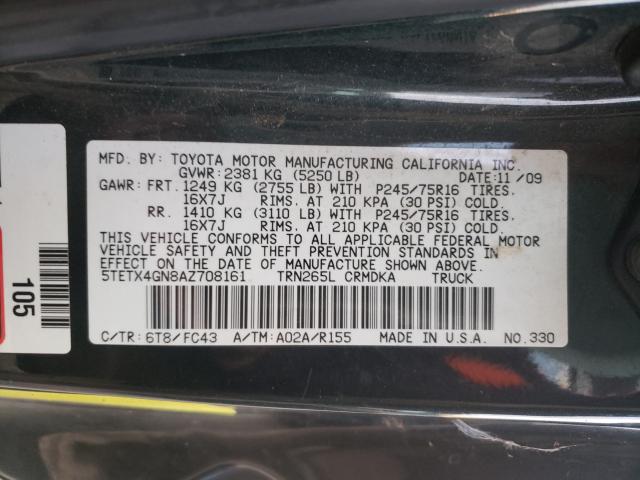 MFD. BY: TOYOTA MOTOR MANUFACTURING CALIFORNIA INC.
GVWR: 2381 KG (5250 LB) DATE: 11/09
GAWR: FRT. 1249 KG (2755 LB) WITH P245/75R16 TIRES.
16X7J RIMS. AT 210 KPA (30 PSI) COLD.
RR. 1410 KG (3110 LB) WITH P245/75R16 TIRES.
16X7J RIMS. AT 210 KPA (30 PSI) COLD.
THIS VEHICLE CONFORMS TO ALL APPLICABLE FEDERAL MOTOR
VEHICLE SAFETY AND THEFT PREVENTION STANDARDS IN
EFFECT ON THE DATE OF MANUFACTURE SHOWN ABOVE.
5TETX4GN8AZ708161 TRN265L CRMDKA TRUCK
C/TR: 6T8/FC43 A/TM: A02A/R155 MADE IN U.S.A. NO. 330
105